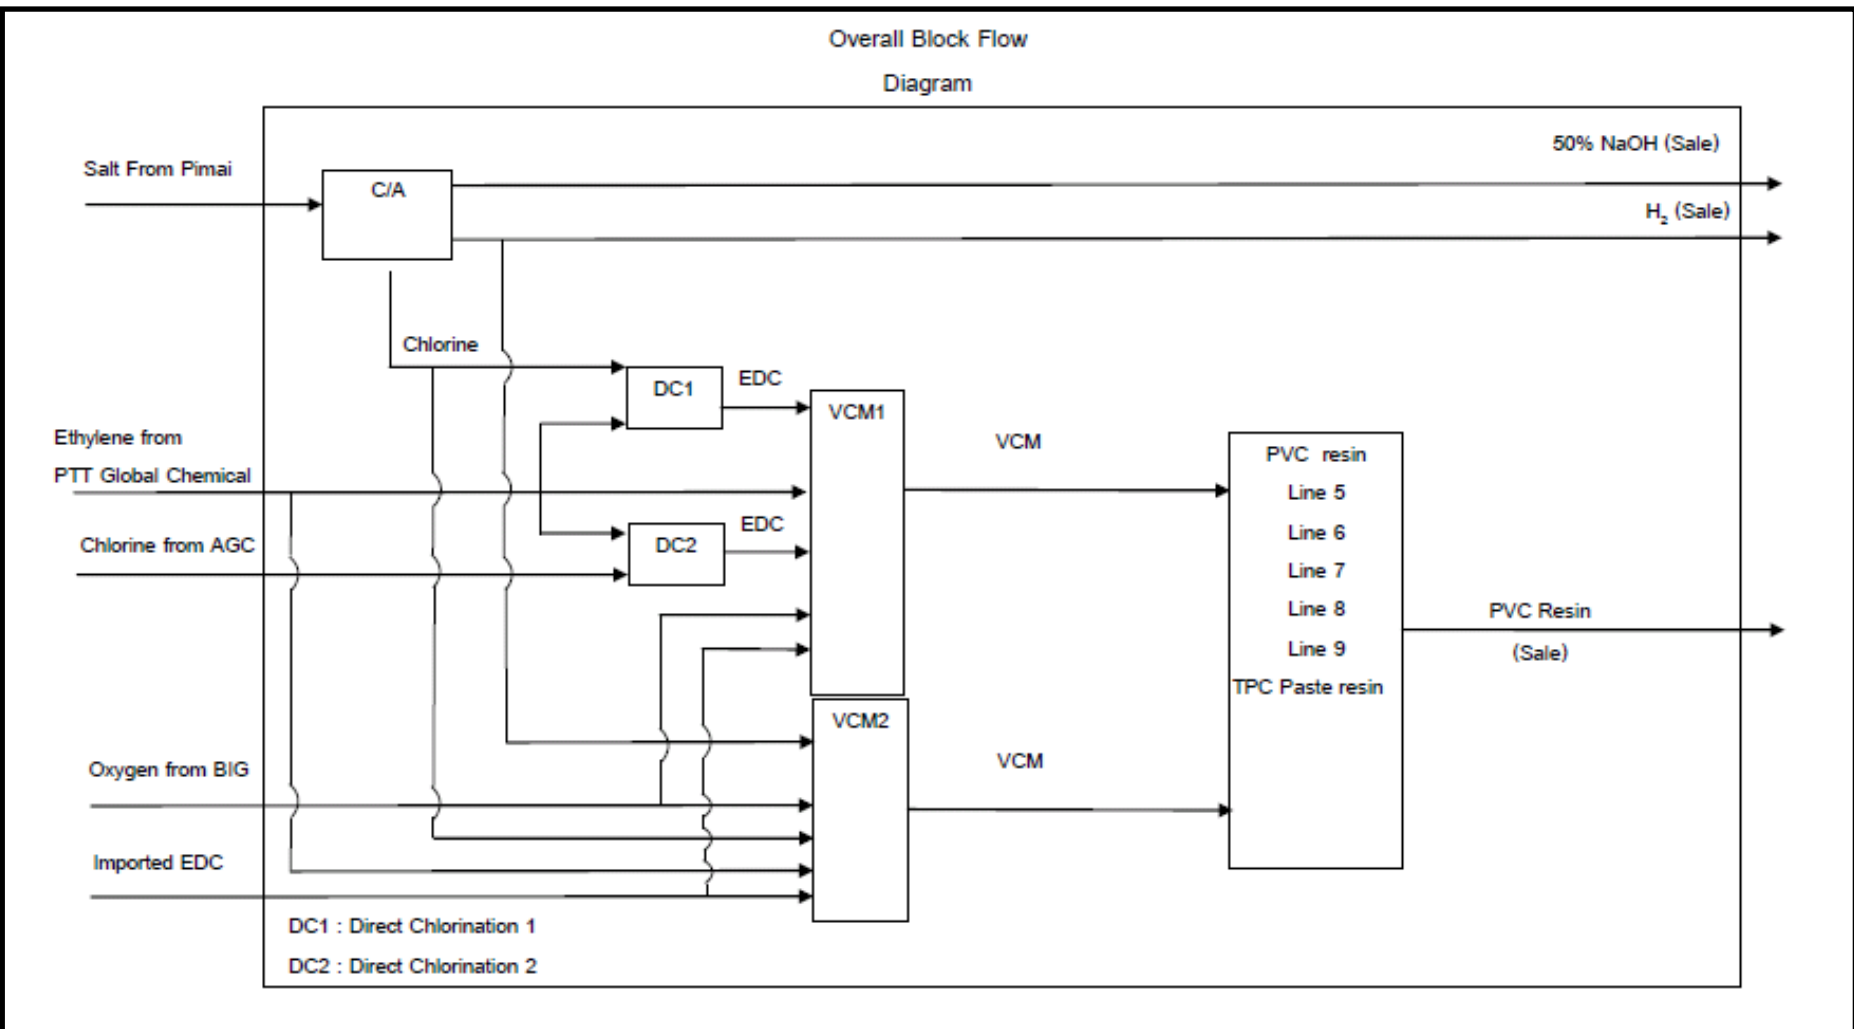 Overall Block Flow
Diagram
50% NaOH (Sale)
Salt From Pimai
C/A
H₂ (Sale)
Chlorine
DC1
EDC
VCM1
Ethylene from
PTT Global Chemical
VCM
PVC resin
Line 5
Line 6
Line 7
Line 8
Line 9
TPC Paste resin
Chlorine from AGC
DC2
EDC
PVC Resin
(Sale)
VCM2
Oxygen from BIG
VCM
Imported EDC
DC1 : Direct Chlorination 1
DC2 : Direct Chlorination 2